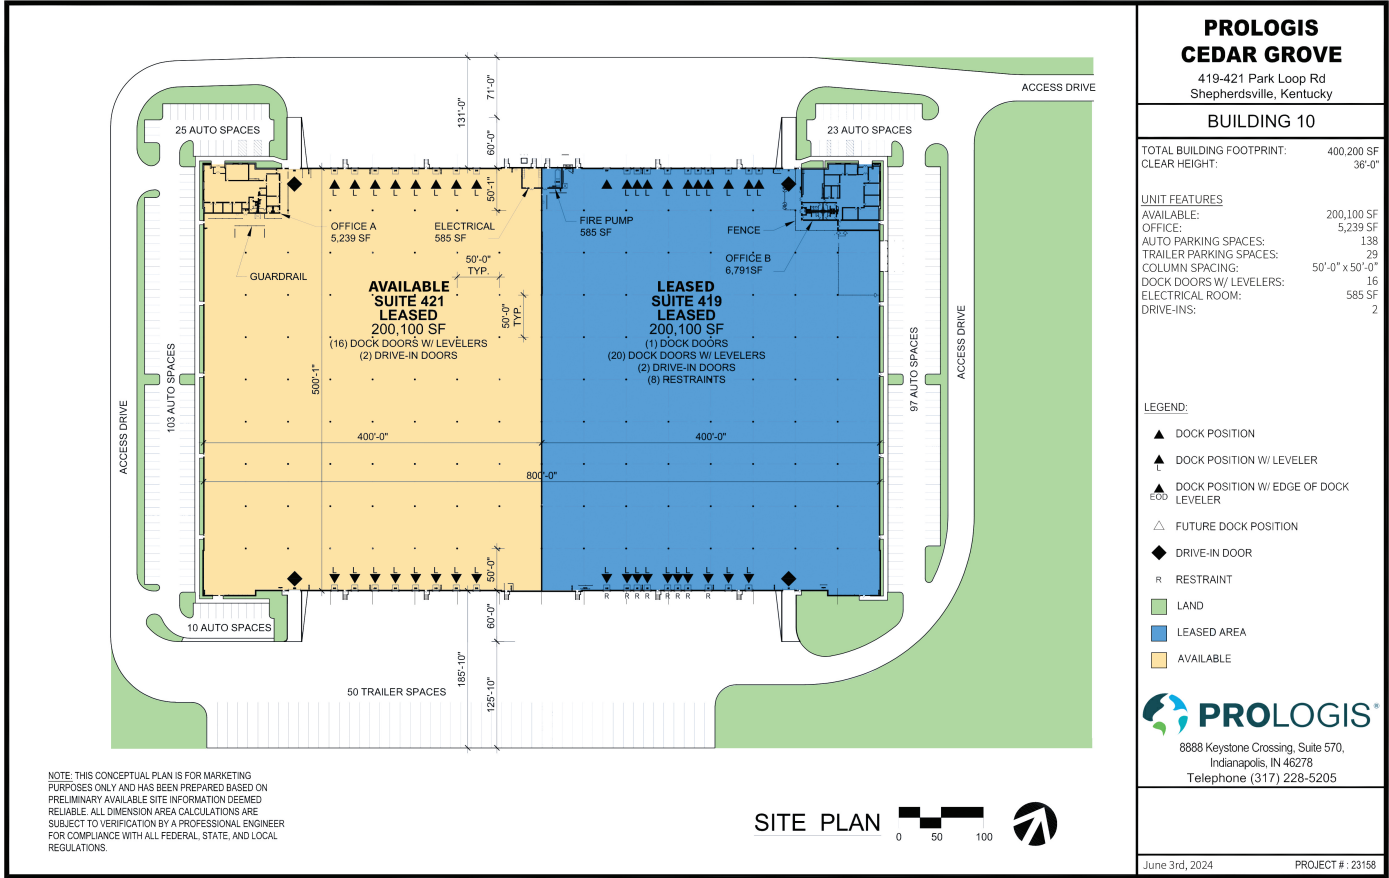 PROLOGIS
CEDAR GROVE
419-421 Park Loop Rd
Shepherdsville, Kentucky
BUILDING 10
TOTAL BUILDING FOOTPRINT: 400,200 SF
CLEAR HEIGHT: 36'-0"
UNIT FEATURES
AVAILABLE: 200,100 SF
OFFICE: 5,239 SF
AUTO PARKING SPACES: 138
TRAILER PARKING SPACES: 29
COLUMN SPACING: 50'-0" x 50'-0"
DOCK DOORS W/ LEVELERS: 16
ELECTRICAL ROOM: 585 SF
DRIVE-INS: 2
LEGEND:
DOCK POSITION
L
DOCK POSITION W/ LEVELER
EOD
DOCK POSITION W/ EDGE OF DOCK
LEVELER
FUTURE DOCK POSITION
DRIVE-IN DOOR
R RESTRAINT
LAND
LEASED AREA
AVAILABLE
PROLOGIS®
8888 Keystone Crossing, Suite 570,
Indianapolis, IN 46278
Telephone (317) 228-5205
June 3rd, 2024
PROJECT # : 23158
ACCESS DRIVE
71'-0"
131'-0"
60'-0"
25 AUTO SPACES
23 AUTO SPACES
50'-1"
L L L L L L L
L L L L L L L L L
OFFICE A
5,239 SF
ELECTRICAL
585 SF
FIRE PUMP
585 SF
FENCE
OFFICE B
6,791SF
GUARDRAIL
50'-0"
TYP.
50'-0"
TYP.
AVAILABLE
SUITE 421
LEASED
200,100 SF
(16) DOCK DOORS W/ LEVELERS
(2) DRIVE-IN DOORS
LEASED
SUITE 419
LEASED
200,100 SF
(1) DOCK DOORS
(20) DOCK DOORS W/ LEVELERS
(2) DRIVE-IN DOORS
(8) RESTRAINTS
500'-1"
103 AUTO SPACES
ACCESS DRIVE
97 AUTO SPACES
ACCESS DRIVE
400'-0"
400'-0"
800'-0"
50'-0"
L L L L L L L L
L L L L L L L L L L
R R R R R R R R
60'-0"
10 AUTO SPACES
185'-10"
125'-10"
50 TRAILER SPACES
NOTE: THIS CONCEPTUAL PLAN IS FOR MARKETING
PURPOSES ONLY AND HAS BEEN PREPARED BASED ON
PRELIMINARY AVAILABLE SITE INFORMATION DEEMED
RELIABLE. ALL DIMENSION AREA CALCULATIONS ARE
SUBJECT TO VERIFICATION BY A PROFESSIONAL ENGINEER
FOR COMPLIANCE WITH ALL FEDERAL, STATE, AND LOCAL
REGULATIONS.
SITE PLAN
0 50 100